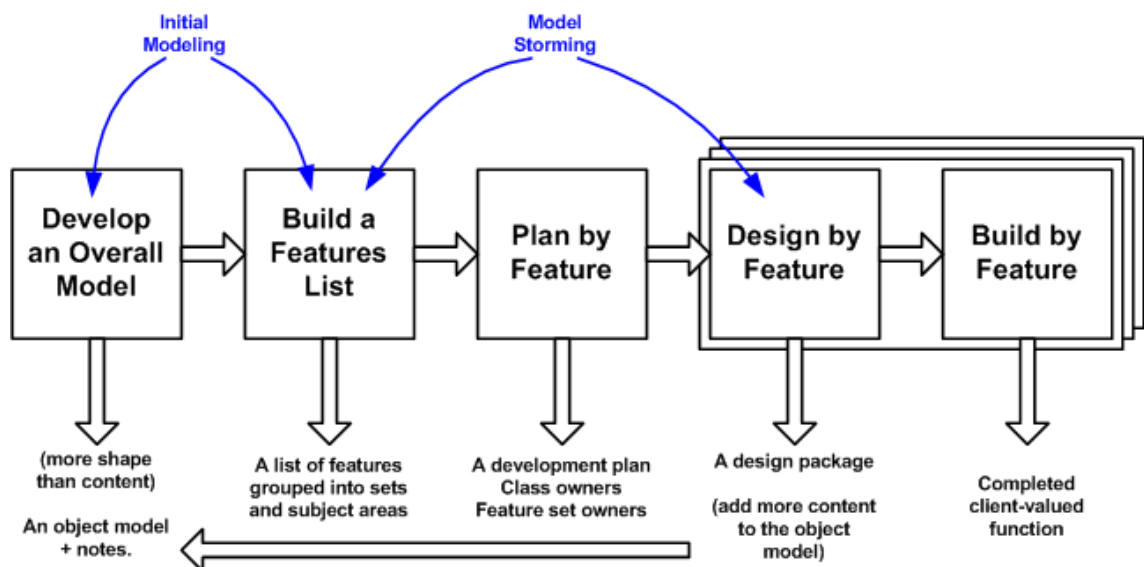 Initial
Modeling
Model
Storming
Develop
an Overall
Model
Build a
Features
List
Plan by
Feature
Design by
Feature
Build by
Feature
(more shape
than content)
An object model
+ notes.
A list of features
grouped into sets
and subject areas
A development plan
Class owners
Feature set owners
A design package
(add more content
to the object
model)
Completed
client-valued
function